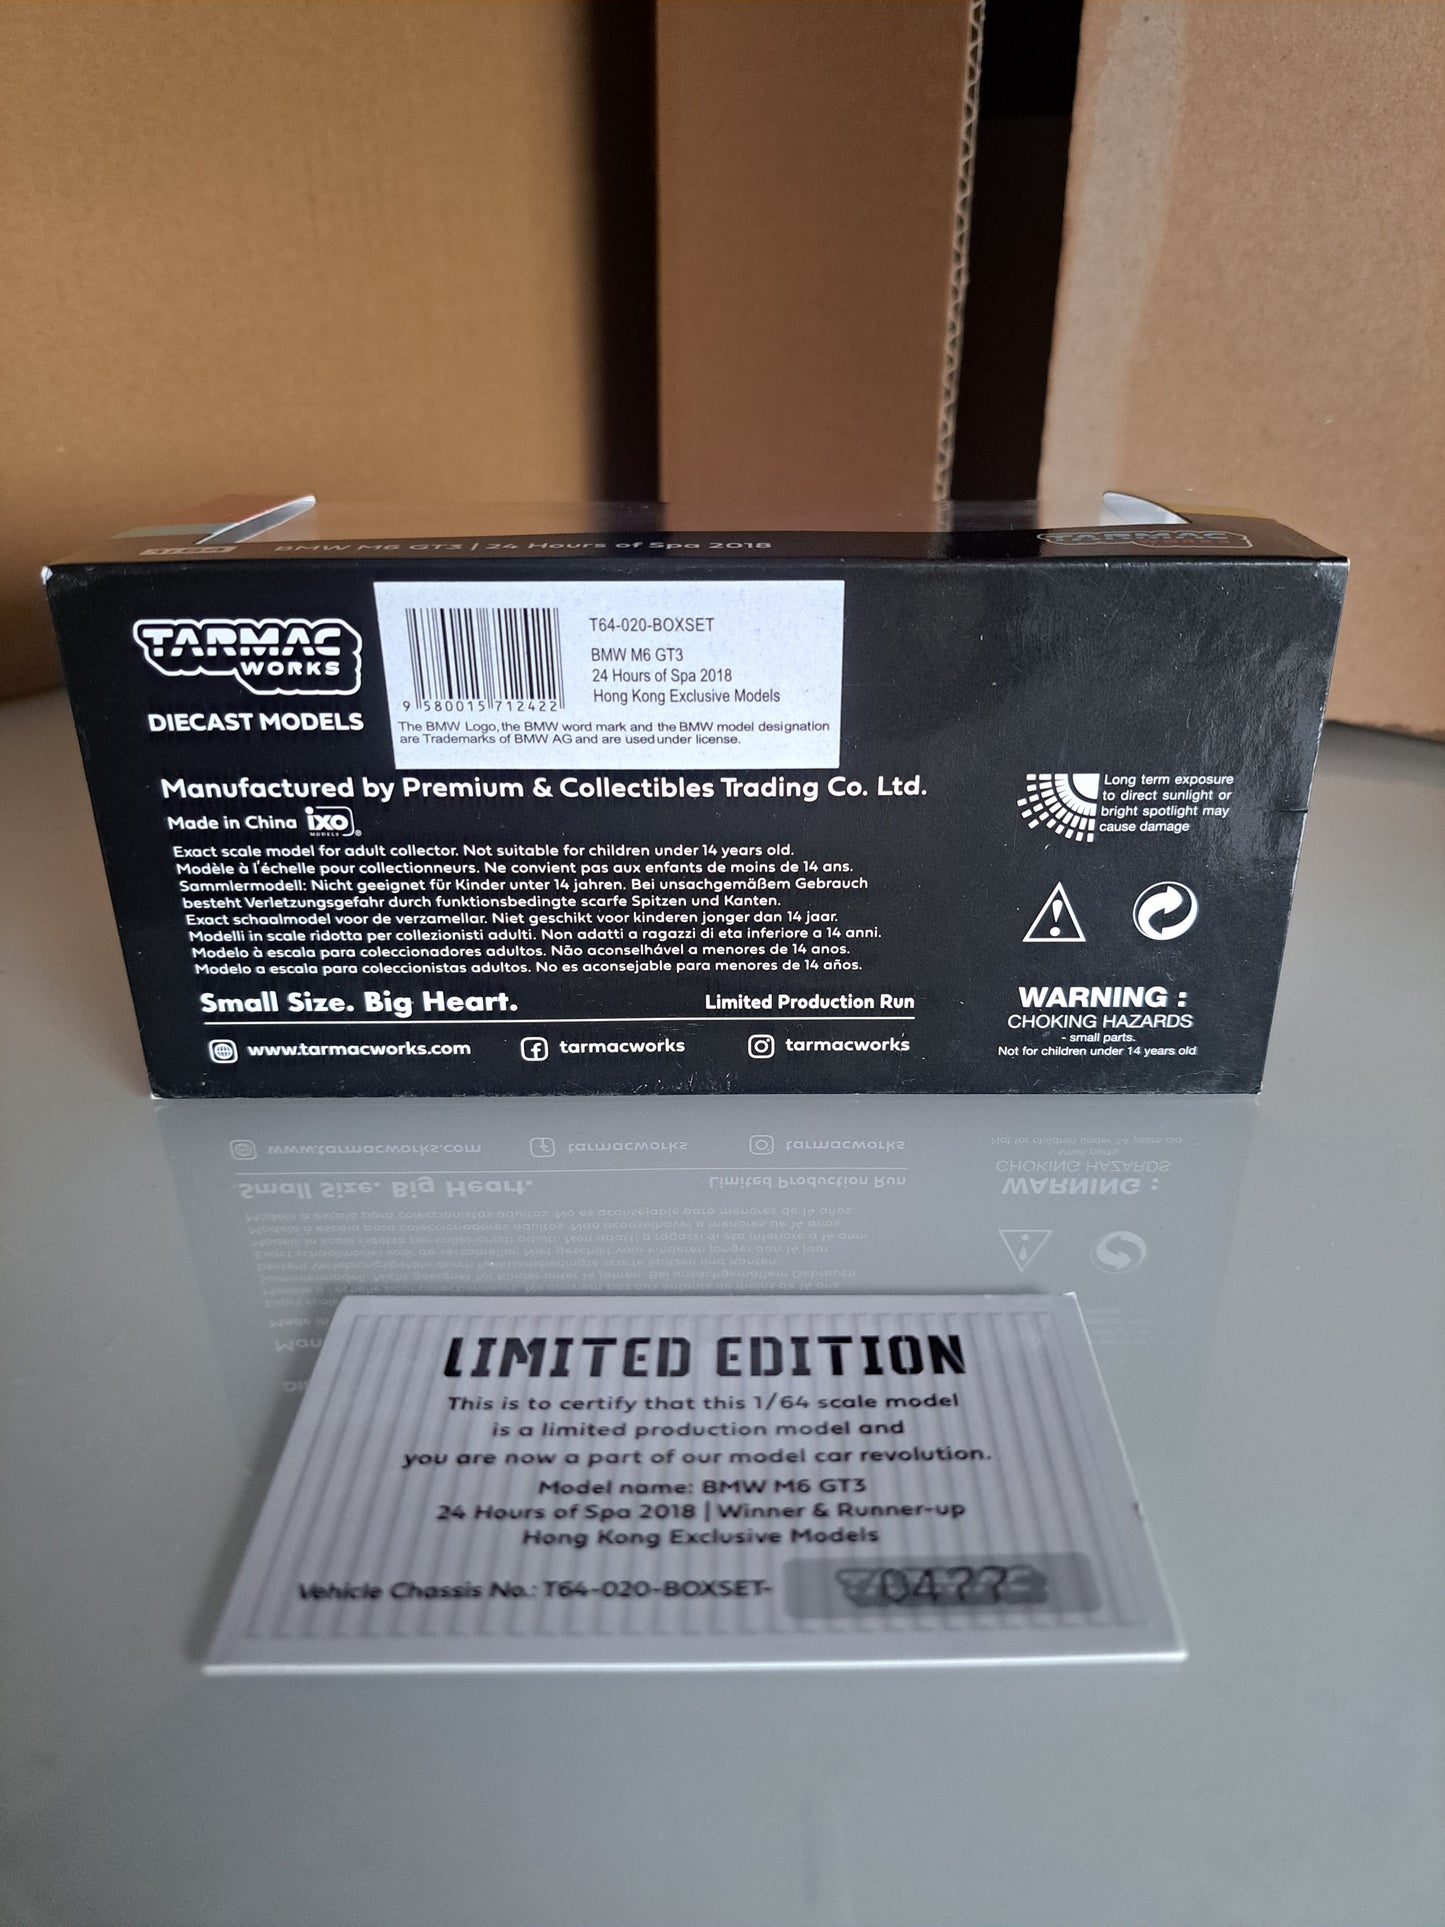 1:64
BMW M6 GT3 | 24 Hours of Spa 2018
TARMAC
WORKS
TARMAC
WORKS
DIECAST MODELS
9 580015 712422
T64-020-BOXSET
BMW M6 GT3
24 Hours of Spa 2018
Hong Kong Exclusive Models
The BMW Logo, the BMW word mark and the BMW model designation
are Trademarks of BMW AG and are used under license.
Manufactured by Premium & Collectibles Trading Co. Ltd.
Made in China ixo MODELS ®
Exact scale model for adult collector. Not suitable for children under 14 years old.
Modèle à l'échelle pour collectionneurs. Ne convient pas aux enfants de moins de 14 ans.
Sammlermodell: Nicht geeignet für Kinder unter 14 jahren. Bei unsachgemäßem Gebrauch
besteht Verletzungsgefahr durch funktionsbedingte scarfe Spitzen und Kanten.
Exact schaalmodel voor de verzamellar. Niet geschikt voor kinderen jonger dan 14 jaar.
Modelli in scale ridotta per collezionisti adulti. Non adatti a ragazzi di eta inferiore a 14 anni.
Modelo à escala para coleccionadores adultos. Não aconselhável a menores de 14 anos.
Modelo a escala para coleccionistas adultos. No es aconsejable para menores de 14 años.
Small Size. Big Heart.
Limited Production Run
www.tarmacworks.com
tarmacworks
tarmacworks
Long term exposure
to direct sunlight or
bright spotlight may
cause damage
WARNING :
CHOKING HAZARDS
- small parts.
Not for children under 14 years old
LIMITED EDITION
This is to certify that this 1/64 scale model
is a limited production model and
you are now a part of our model car revolution.
Model name: BMW M6 GT3
24 Hours of Spa 2018 | Winner & Runner-up
Hong Kong Exclusive Models
Vehicle Chassis No.: T64-020-BOXSET-